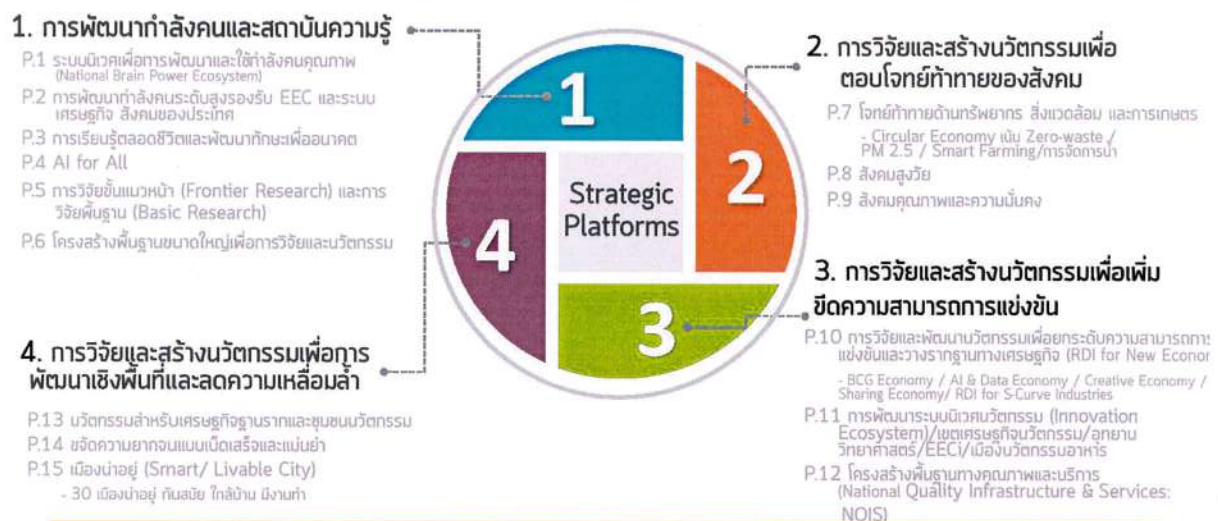 1. การพัฒนากำลังคนและสถาบันความรู้
P.1 ระบบนิเวศเพื่อการพัฒนาและใช้กำลังคนคุณภาพ
(National Brain Power Ecosystem)
P.2 การพัฒนากำลังคนระดับสูงรองรับ EEC และระบบ
เศรษฐกิจ สังคมของประเทศ
P.3 การเรียนรู้ตลอดชีวิตและพัฒนาทักษะเพื่ออนาคต
P.4 AI for All
P.5 การวิจัยขั้นแนวหน้า (Frontier Research) และการ
วิจัยพื้นฐาน (Basic Research)
P.6 โครงสร้างพื้นฐานขนาดใหญ่เพื่อการวิจัยและนวัตกรรม
1
2
3
4
Strategic
Platforms
2. การวิจัยและสร้างนวัตกรรมเพื่อ
ตอบโจทย์ท้าทายของสังคม
P.7 โจทย์ท้าทายด้านทรัพยากร สิ่งแวดล้อม และการเกษตร
- Circular Economy เน้น Zero-waste /
PM 2.5 / Smart Farming/การจัดการน้ำ
P.8 สังคมสูงวัย
P.9 สังคมคุณภาพและความมั่นคง
3. การวิจัยและสร้างนวัตกรรมเพื่อเพิ่ม
ขีดความสามารถการแข่งขัน
P.10 การวิจัยและพัฒนานวัตกรรมเพื่อยกระดับความสามารถการ
แข่งขันและวางรากฐานทางเศรษฐกิจ (RDI for New Econor
- BCG Economy / AI & Data Economy / Creative Economy /
Sharing Economy/ RDI for S-Curve Industries
P.11 การพัฒนาระบบนิเวศนวัตกรรม (Innovation
Ecosystem)/เขตเศรษฐกิจนวัตกรรม/อุทยาน
วิทยาศาสตร์/EECi/เมืองนวัตกรรมอาหาร
P.12 โครงสร้างพื้นฐานทางคุณภาพและบริการ
(National Quality Infrastructure & Services:
NQIS)
4. การวิจัยและสร้างนวัตกรรมเพื่อการ
พัฒนาเชิงพื้นที่และลดความเหลื่อมล้ำ
P.13 นวัตกรรมสำหรับเศรษฐกิจฐานรากและชุมชนนวัตกรรม
P.14 ขจัดความยากจนแบบเบ็ดเสร็จและแม่นยำ
P.15 เมืองน่าอยู่ (Smart/ Livable City)
- 30 เมืองน่าอยู่ ทันสมัย ใกล้บ้าน มีงานทำ